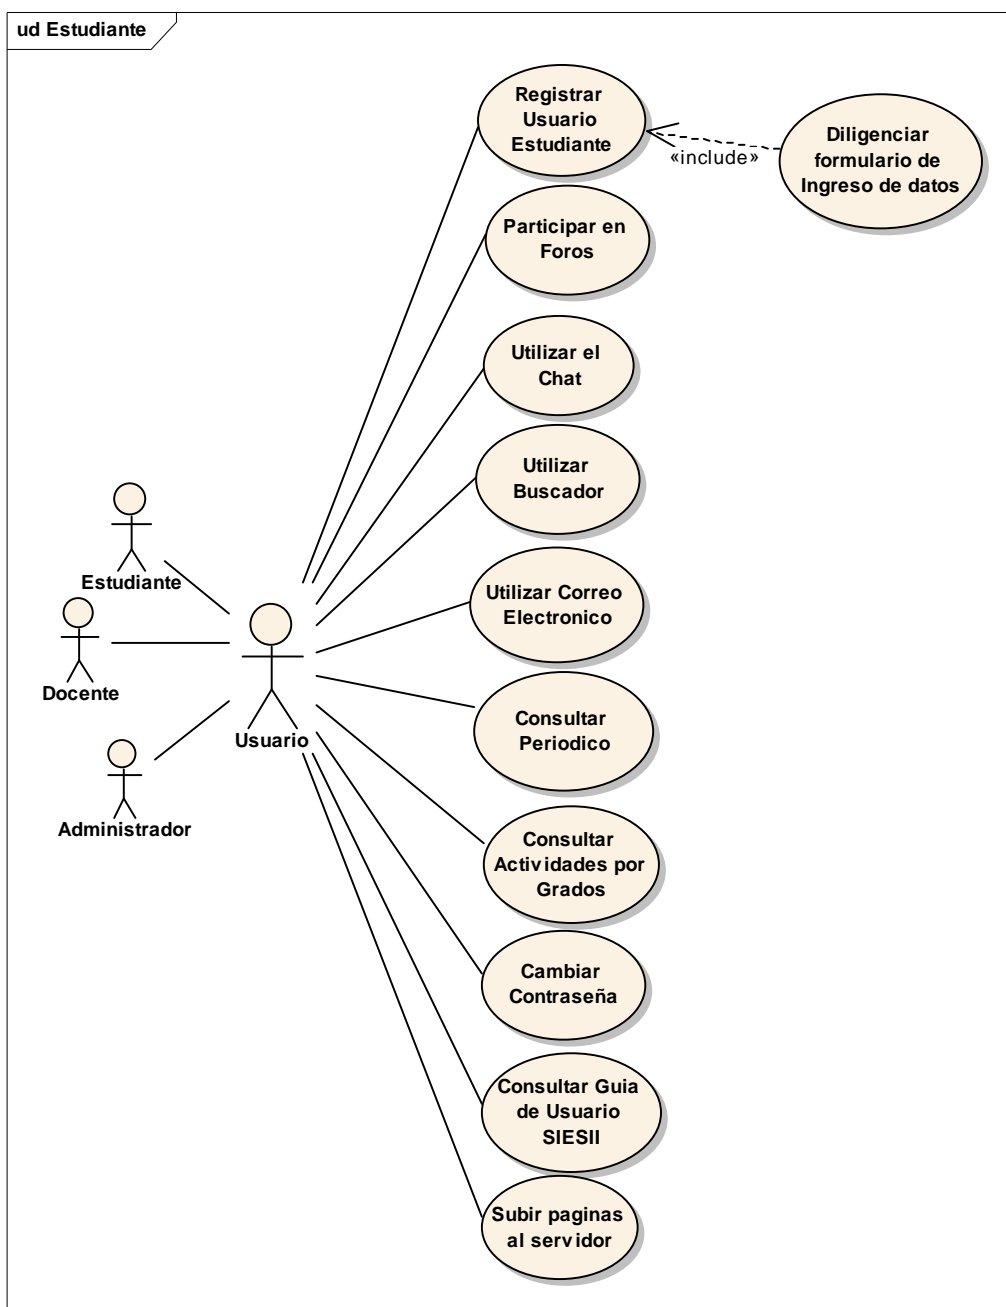 ud Estudiante
Registrar
Usuario
Estudiante
«include»
Diligenciar
formulario de
Ingreso de datos
Participar en
Foros
Utilizar el
Chat
Utilizar
Buscador
Estudiante
Utilizar Correo
Electronico
Docente
Usuario
Consultar
Periodico
Administrador
Consultar
Actividades por
Grados
Cambiar
Contraseña
Consultar Guia
de Usuario
SIESII
Subir paginas
al servidor